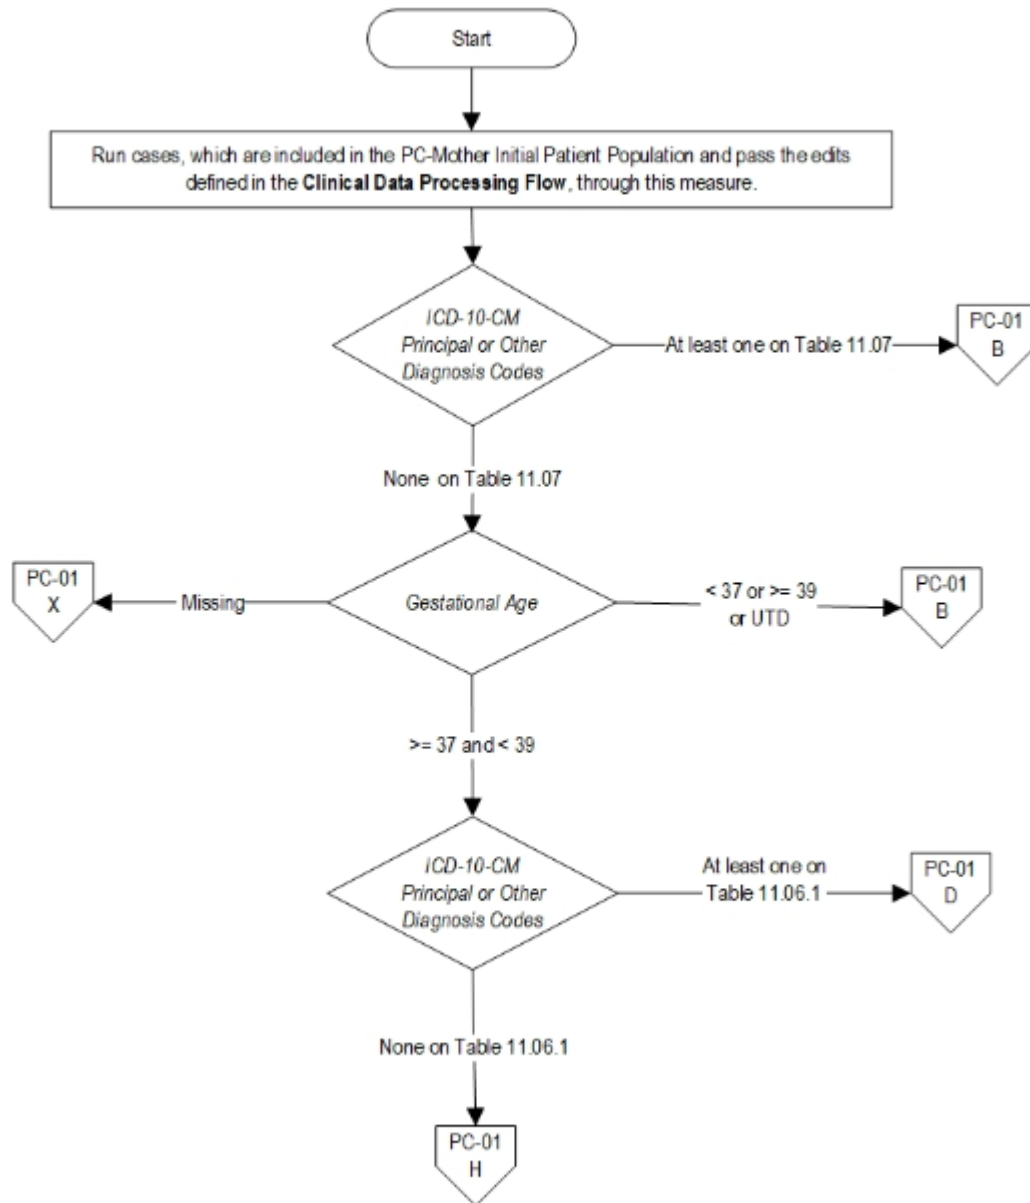 Start
Run cases, which are included in the PC-Mother Initial Patient Population and pass the edits
defined in the Clinical Data Processing Flow, through this measure.
ICD-10-CM
Principal or Other
Diagnosis Codes
At least one on Table 11.07
PC-01
B
None on Table 11.07
PC-01
X
Missing
Gestational Age
< 37 or >= 39
or UTD
PC-01
B
>= 37 and < 39
ICD-10-CM
Principal or Other
Diagnosis Codes
At least one on
Table 11.06.1
PC-01
D
None on Table 11.06.1
PC-01
H